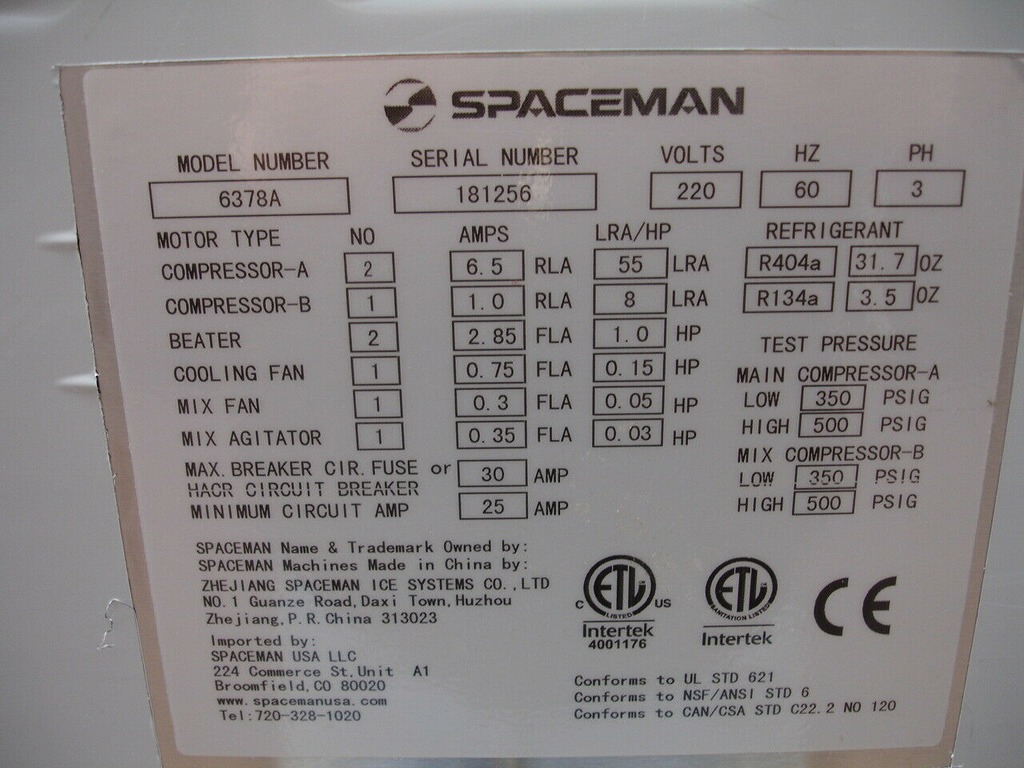 SPACEMAN
MODEL NUMBER SERIAL NUMBER VOLTS HZ PH
6378A 181256 220 60 3
MOTOR TYPE NO AMPS LRA/HP REFRIGERANT
COMPRESSOR-A 2 6.5 RLA 55 LRA R404a 31.7 OZ
COMPRESSOR-B 1 1.0 RLA 8 LRA R134a 3.5 OZ
BEATER 2 2.85 FLA 1.0 HP
TEST PRESSURE
COOLING FAN 1 0.75 FLA 0.15 HP
MAIN COMPRESSOR-A
MIX FAN 1 0.3 FLA 0.05 HP
LOW 350 PSIG
MIX AGITATOR 1 0.35 FLA 0.03 HP
HIGH 500 PSIG
MIX COMPRESSOR-B
MAX. BREAKER CIR. FUSE or 30 AMP
HACR CIRCUIT BREAKER
LOW 350 PSIG
MINIMUM CIRCUIT AMP 25 AMP
HIGH 500 PSIG
SPACEMAN Name & Trademark Owned by:
SPACEMAN Machines Made in China by:
ZHEJIANG SPACEMAN ICE SYSTEMS CO.,LTD
NO.1 Guanze Road, Daxi Town, Huzhou
Zhejiang, P.R. China 313023
Imported by:
SPACEMAN USA LLC
224 Commerce St, Unit A1
Broomfield, CO 80020
www.spacemanusa.com
Tel:720-328-1020
C ETL US
LISTED
Intertek
4001176
ETL
SANITATION LISTED
Intertek
CE
Conforms to UL STD 621
Conforms to NSF/ANSI STD 6
Conforms to CAN/CSA STD C22.2 NO 120